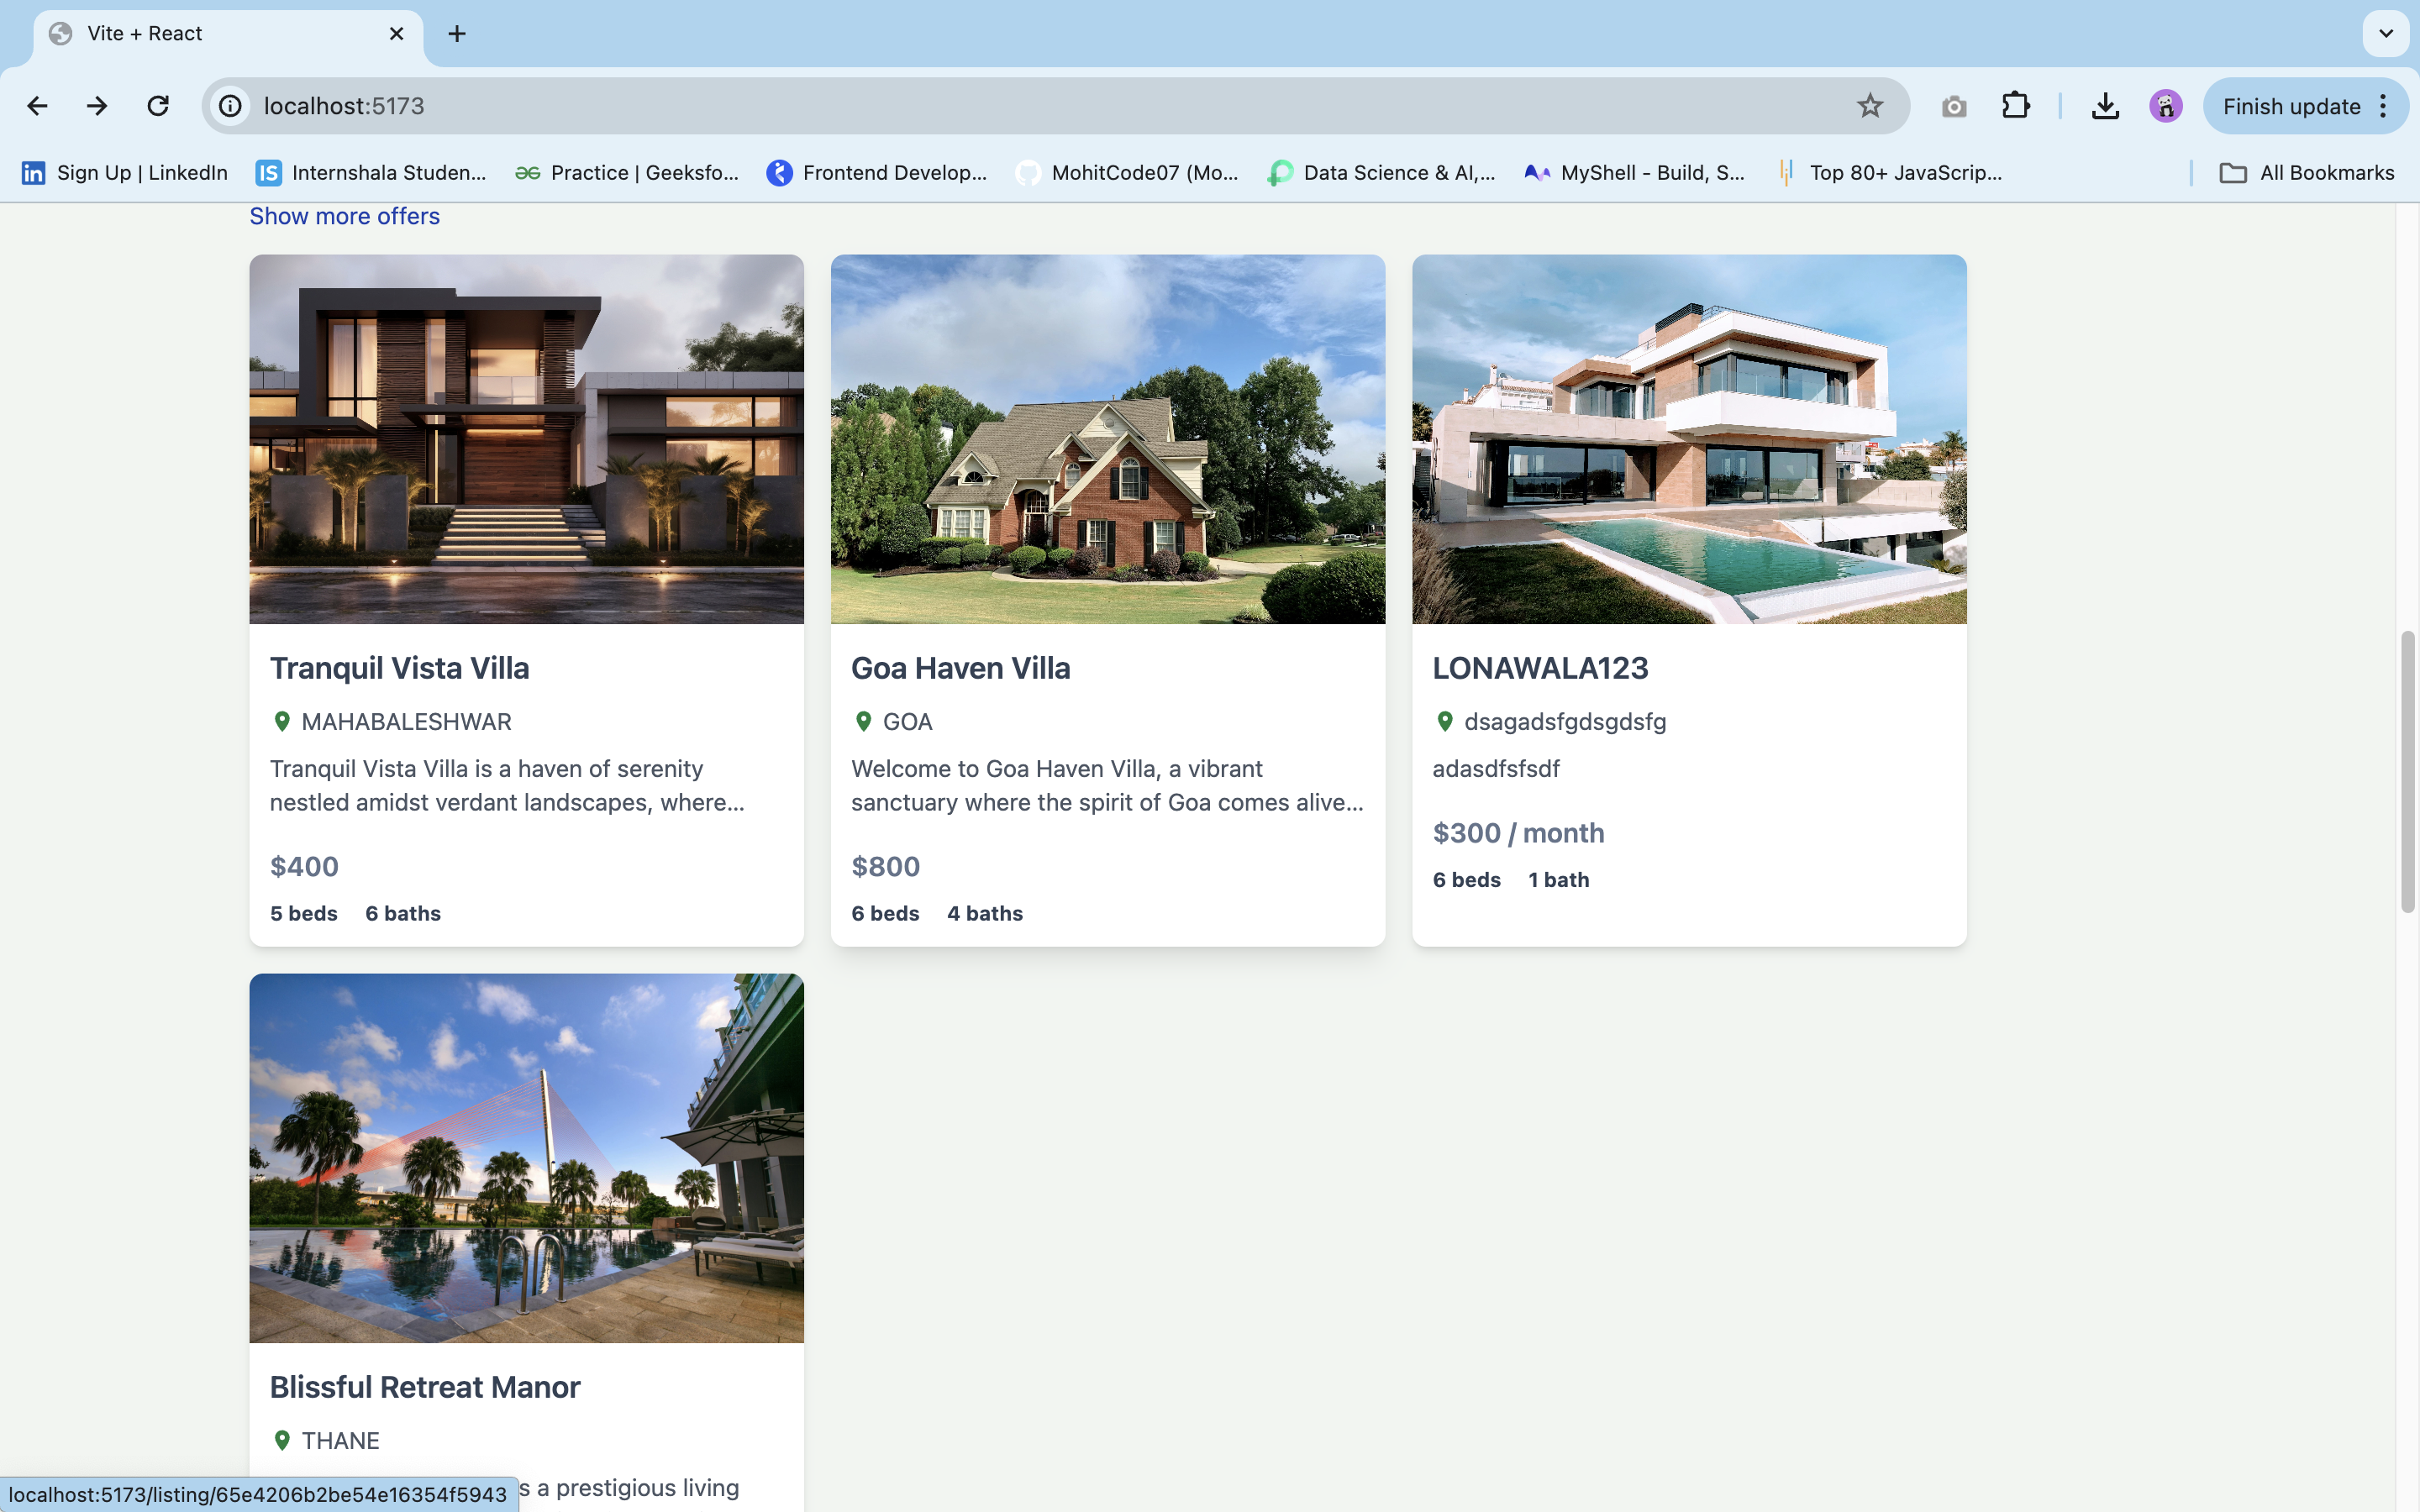 Vite + React
localhost:5173
Finish update
Sign Up | LinkedIn
Internshala Studen...
Practice | Geeksfo...
Frontend Develop...
MohitCode07 (Mo...
Data Science & AI,...
MyShell - Build, S...
Top 80+ JavaScrip...
All Bookmarks
Show more offers
Tranquil Vista Villa
MAHABALESHWAR
Tranquil Vista Villa is a haven of serenity
nestled amidst verdant landscapes, where...
$400
5 beds 6 baths
Goa Haven Villa
GOA
Welcome to Goa Haven Villa, a vibrant
sanctuary where the spirit of Goa comes alive...
$800
6 beds 4 baths
LONAWALA123
dsagadsfgdsgdsfg
adasdfsfsdf
$300 / month
6 beds 1 bath
Blissful Retreat Manor
THANE
s a prestigious living
localhost:5173/listing/65e4206b2be54e16354f5943